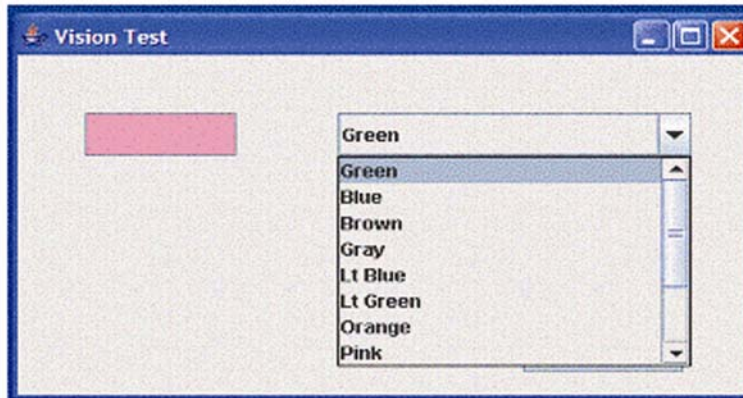 Vision Test
Green
Green
Blue
Brown
Gray
Lt Blue
Lt Green
Orange
Pink